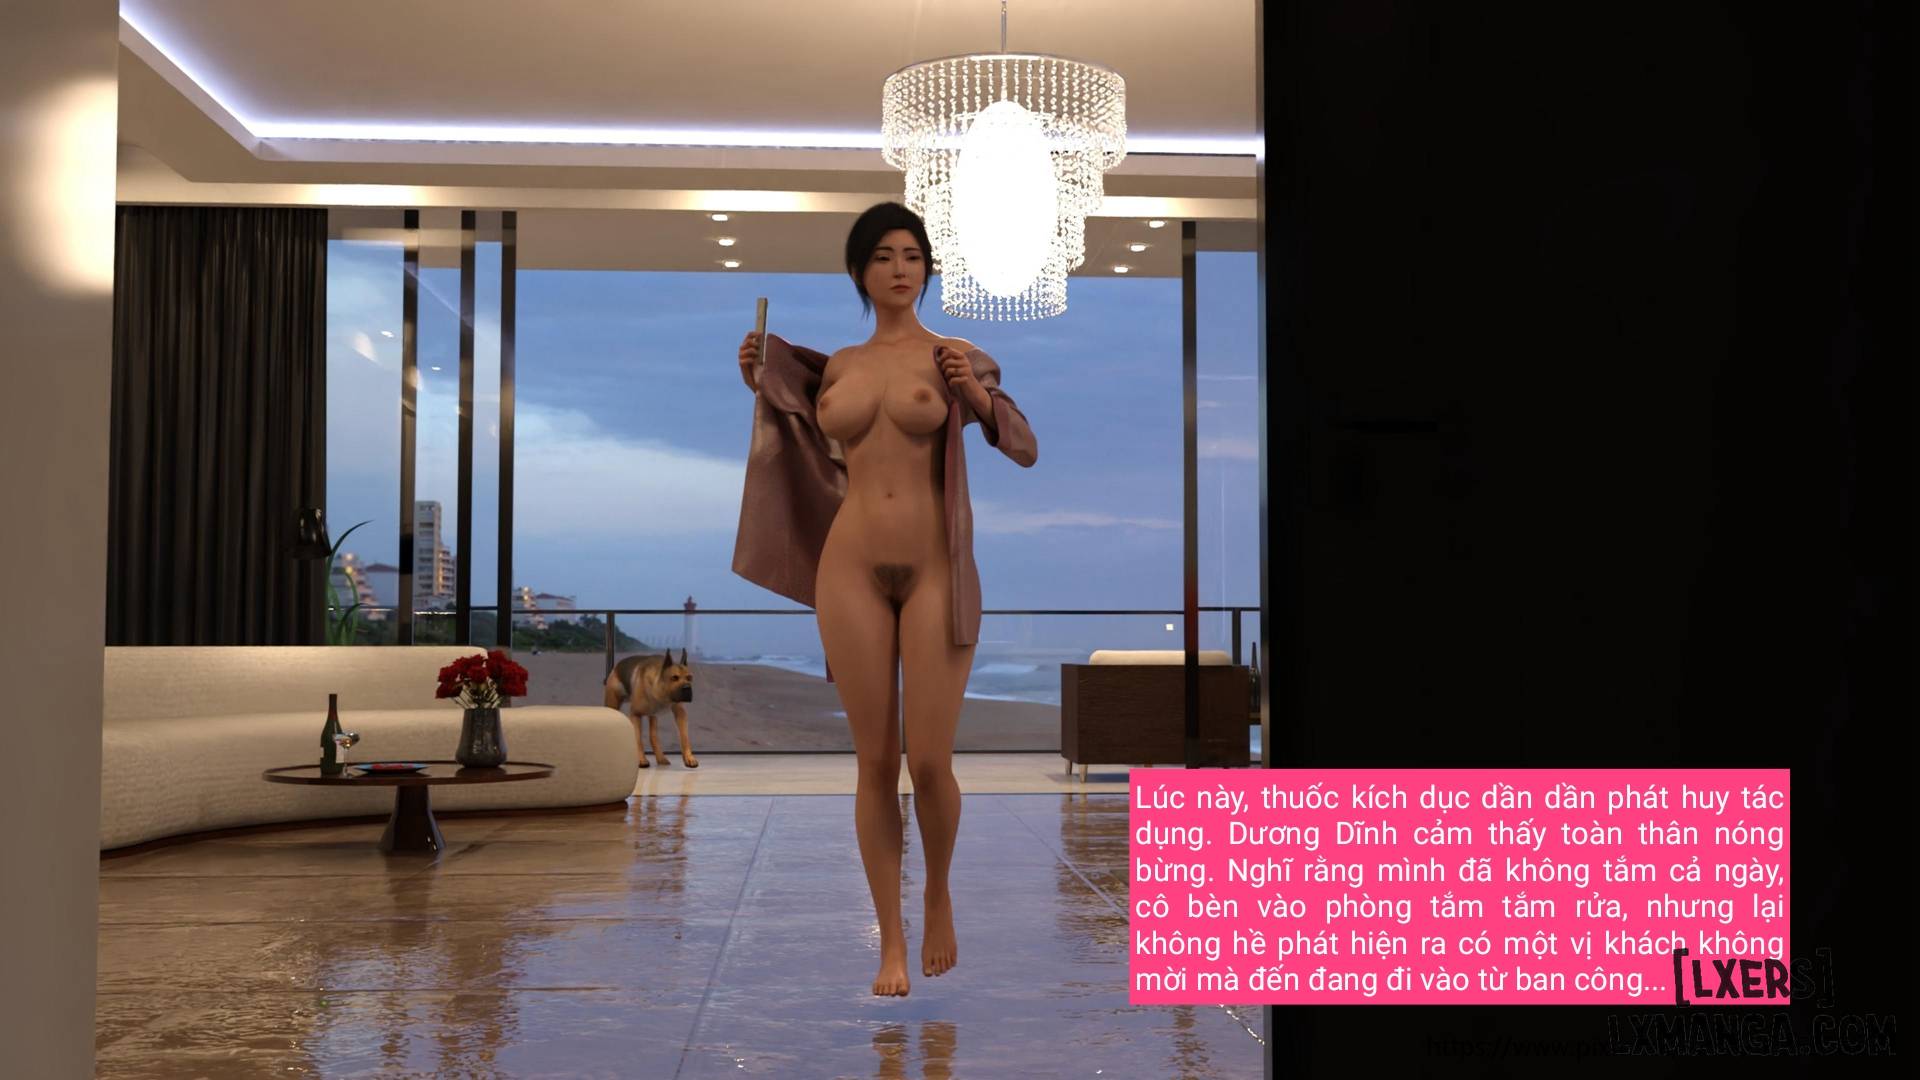 Lúc này, thuốc kích dục dần dần phát huy tác
dụng. Dương Dĩnh cảm thấy toàn thân nóng
bừng. Nghĩ rằng mình đã không tắm cả ngày,
cô bèn vào phòng tắm tắm rửa, nhưng lại
không hề phát hiện ra có một vị khách không
mời mà đến đang đi vào từ ban công...
[LXERS]
LXMANGA.COM
https://www.pix